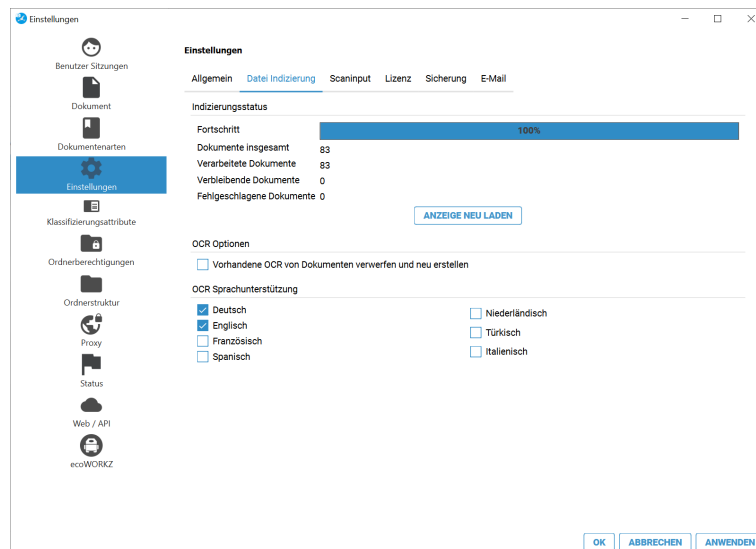 Einstellungen
Benutzer Sitzungen
Dokument
Dokumentenarten
Einstellungen
Klassifizierungsattribute
Ordnerberechtigungen
Ordnerstruktur
Proxy
Status
Web / API
ecoWORKZ
Einstellungen
Allgemein Datei Indizierung Scaninput Lizenz Sicherung E-Mail
Indizierungsstatus
Fortschritt 100%
Dokumente insgesamt 83
Verarbeitete Dokumente 83
Verbleibende Dokumente 0
Fehlgeschlagene Dokumente 0
ANZEIGE NEU LADEN
OCR Optionen
Vorhandene OCR von Dokumenten verwerfen und neu erstellen
OCR Sprachunterstützung
Deutsch
Englisch
Französisch
Spanisch
Niederländisch
Türkisch
Italienisch
OK ABBRECHEN ANWENDEN